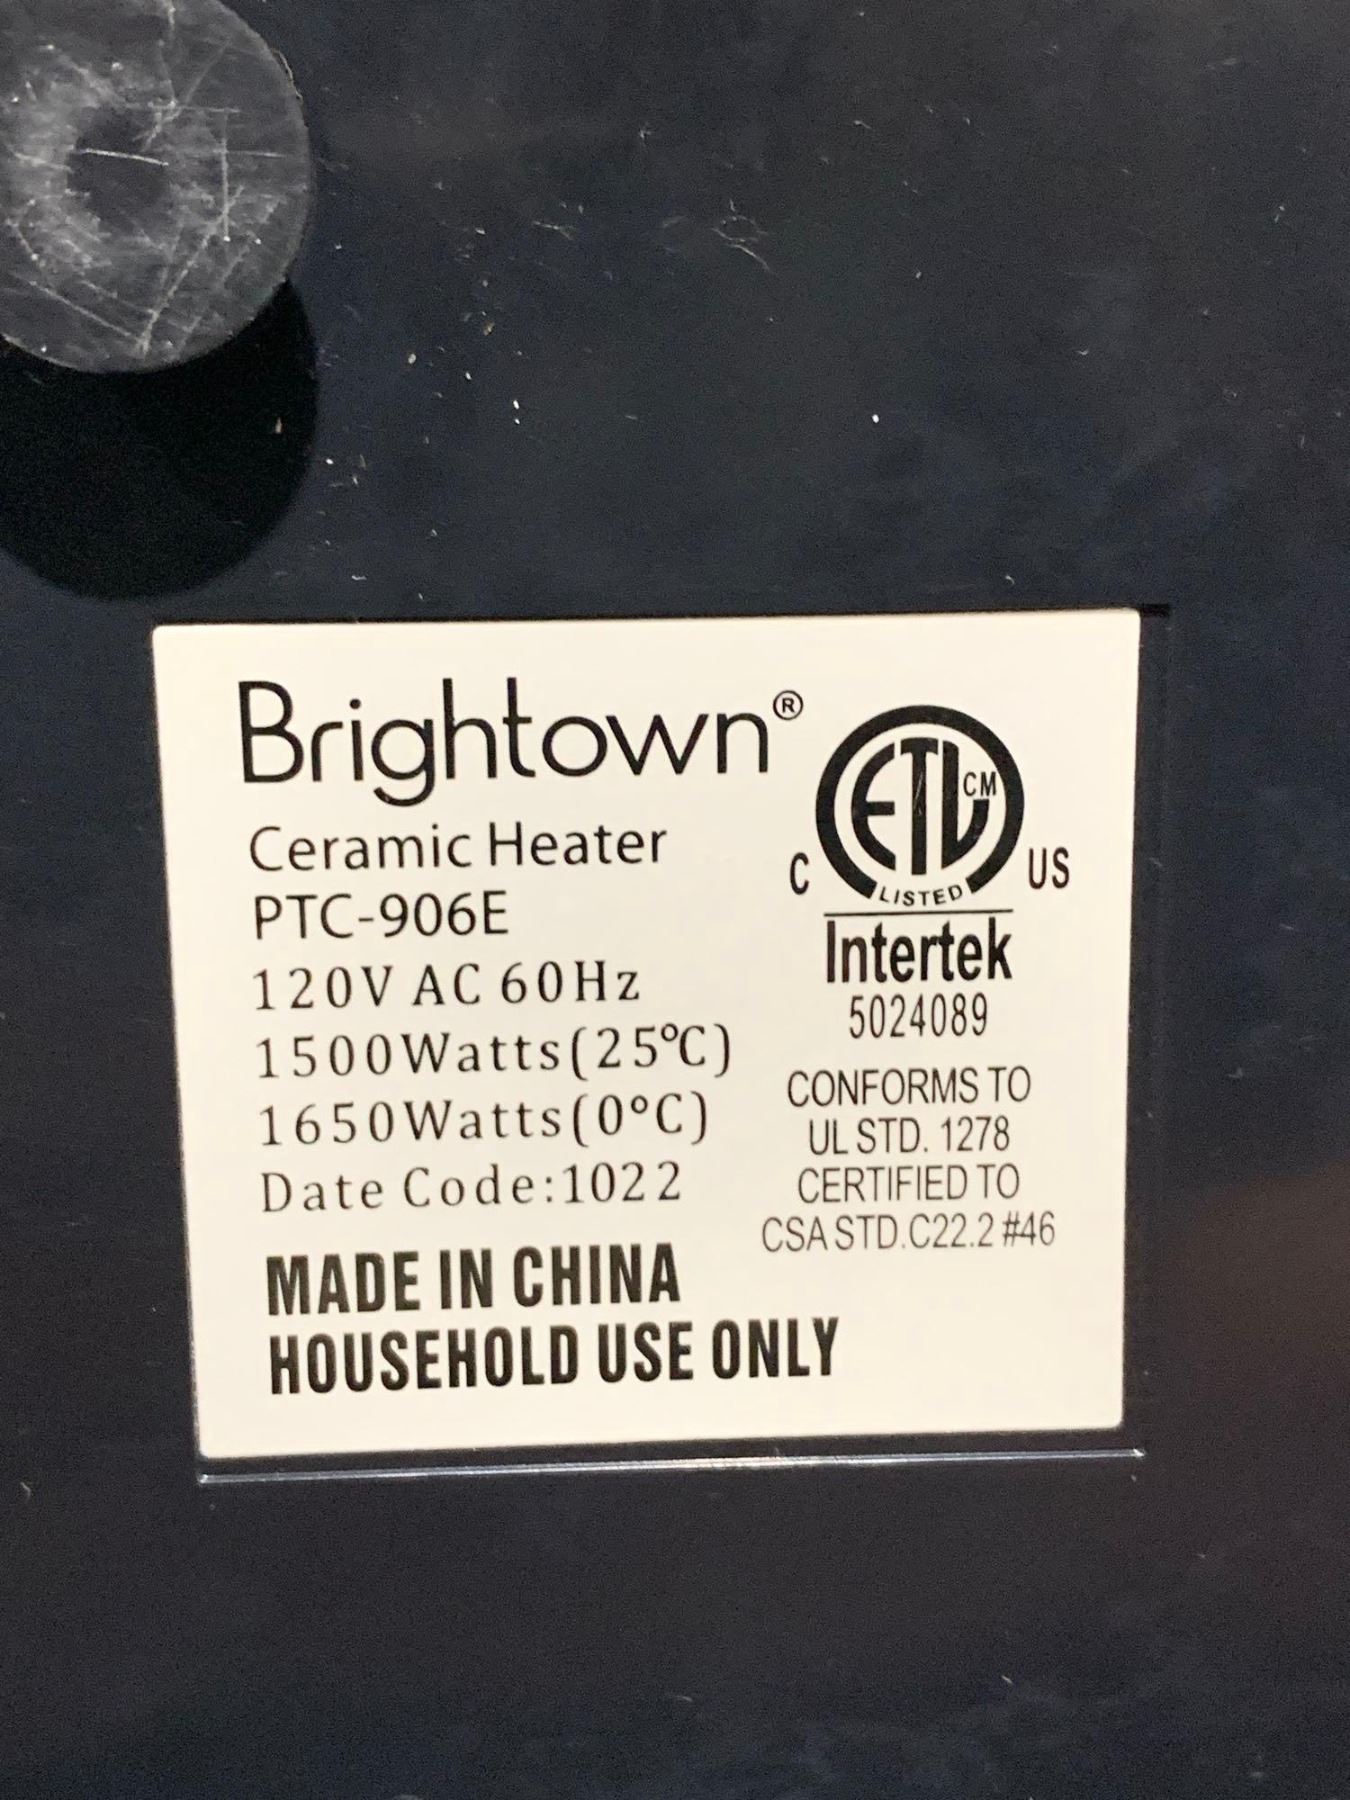 Brightown®
Ceramic Heater
PTC-906E
120V AC 60Hz
1500Watts(25℃)
1650Watts(0°C)
Date Code:1022
MADE IN CHINA
HOUSEHOLD USE ONLY
ETL CM
LISTED
C US
Intertek
5024089
CONFORMS TO
UL STD. 1278
CERTIFIED TO
CSA STD.C22.2 #46